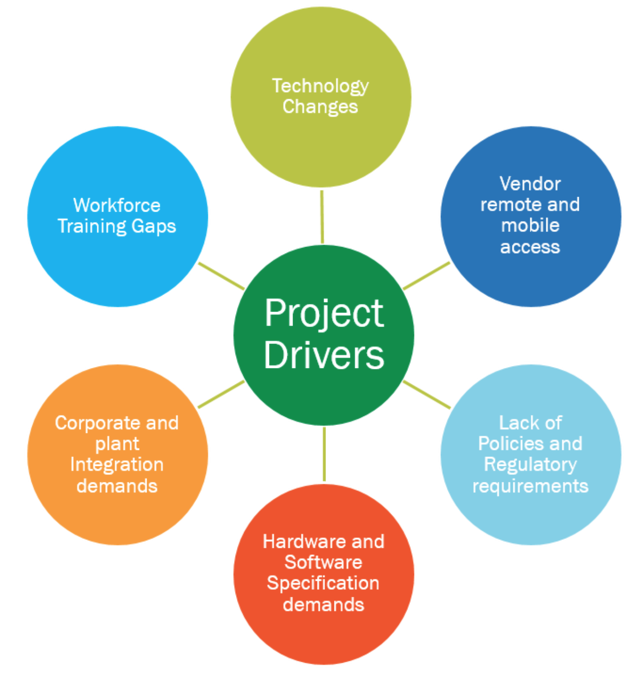 Technology
Changes
Vendor
remote and
mobile
access
Workforce
Training Gaps
Project
Drivers
Lack of
Policies and
Regulatory
requirements
Corporate and
plant
Integration
demands
Hardware and
Software
Specification
demands